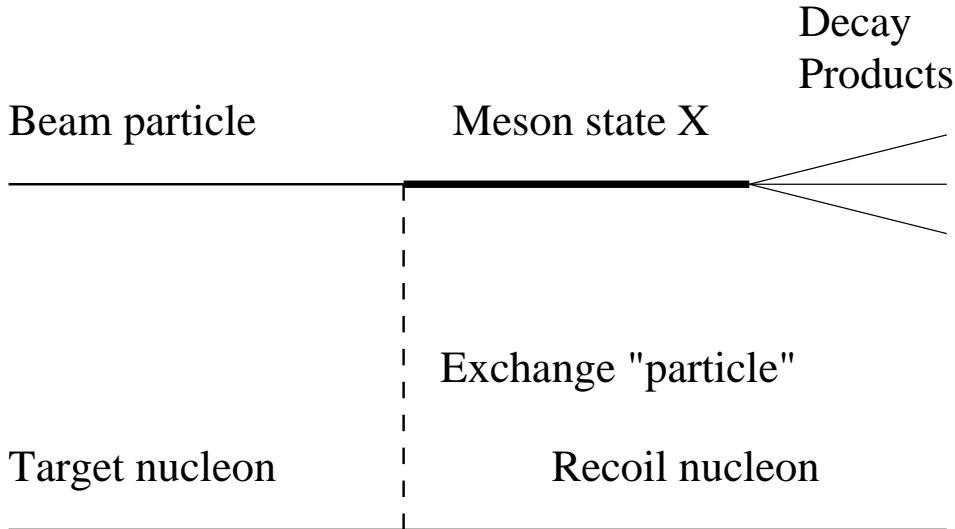 Decay
Products
Beam particle
Meson state X
Exchange "particle"
Target nucleon
Recoil nucleon